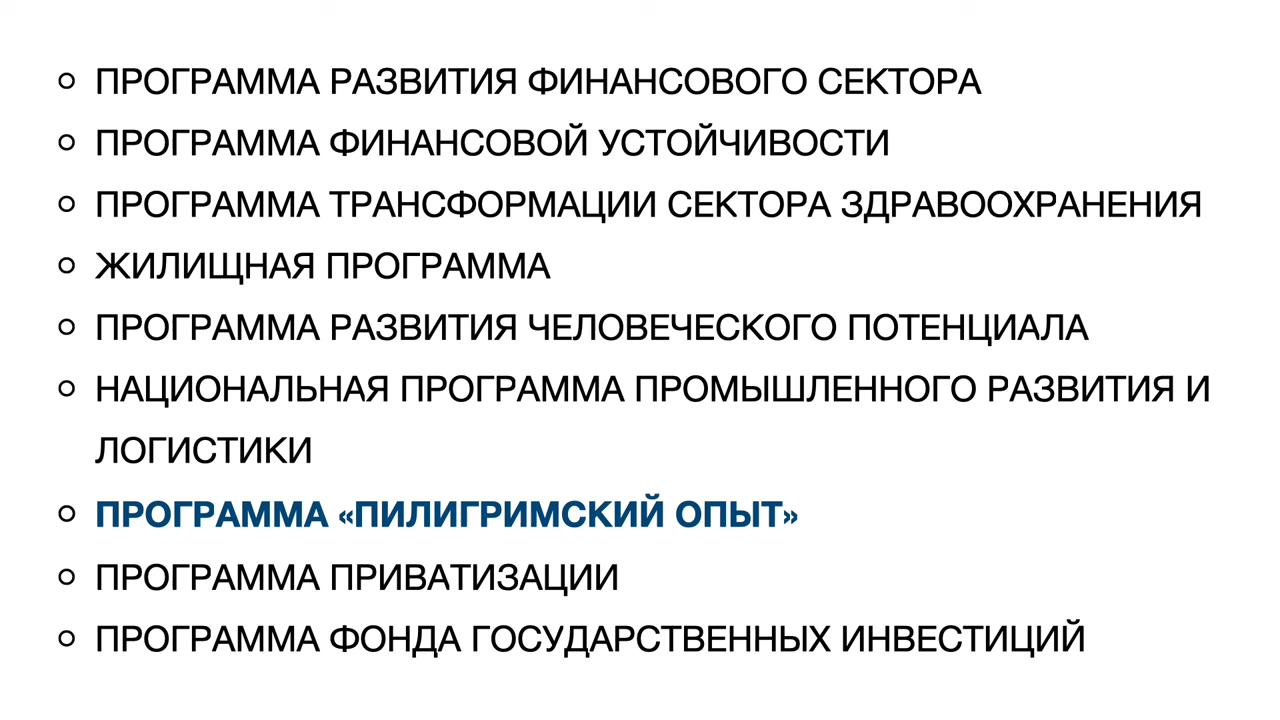 ПРОГРАММА РАЗВИТИЯ ФИНАНСОВОГО СЕКТОРА
ПРОГРАММА ФИНАНСОВОЙ УСТОЙЧИВОСТИ
ПРОГРАММА ТРАНСФОРМАЦИИ СЕКТОРА ЗДРАВООХРАНЕНИЯ
ЖИЛИЩНАЯ ПРОГРАММА
ПРОГРАММА РАЗВИТИЯ ЧЕЛОВЕЧЕСКОГО ПОТЕНЦИАЛА
НАЦИОНАЛЬНАЯ ПРОГРАММА ПРОМЫШЛЕННОГО РАЗВИТИЯ И
ЛОГИСТИКИ
ПРОГРАММА «ПИЛИГРИМСКИЙ ОПЫТ»
ПРОГРАММА ПРИВАТИЗАЦИИ
ПРОГРАММА ФОНДА ГОСУДАРСТВЕННЫХ ИНВЕСТИЦИЙ